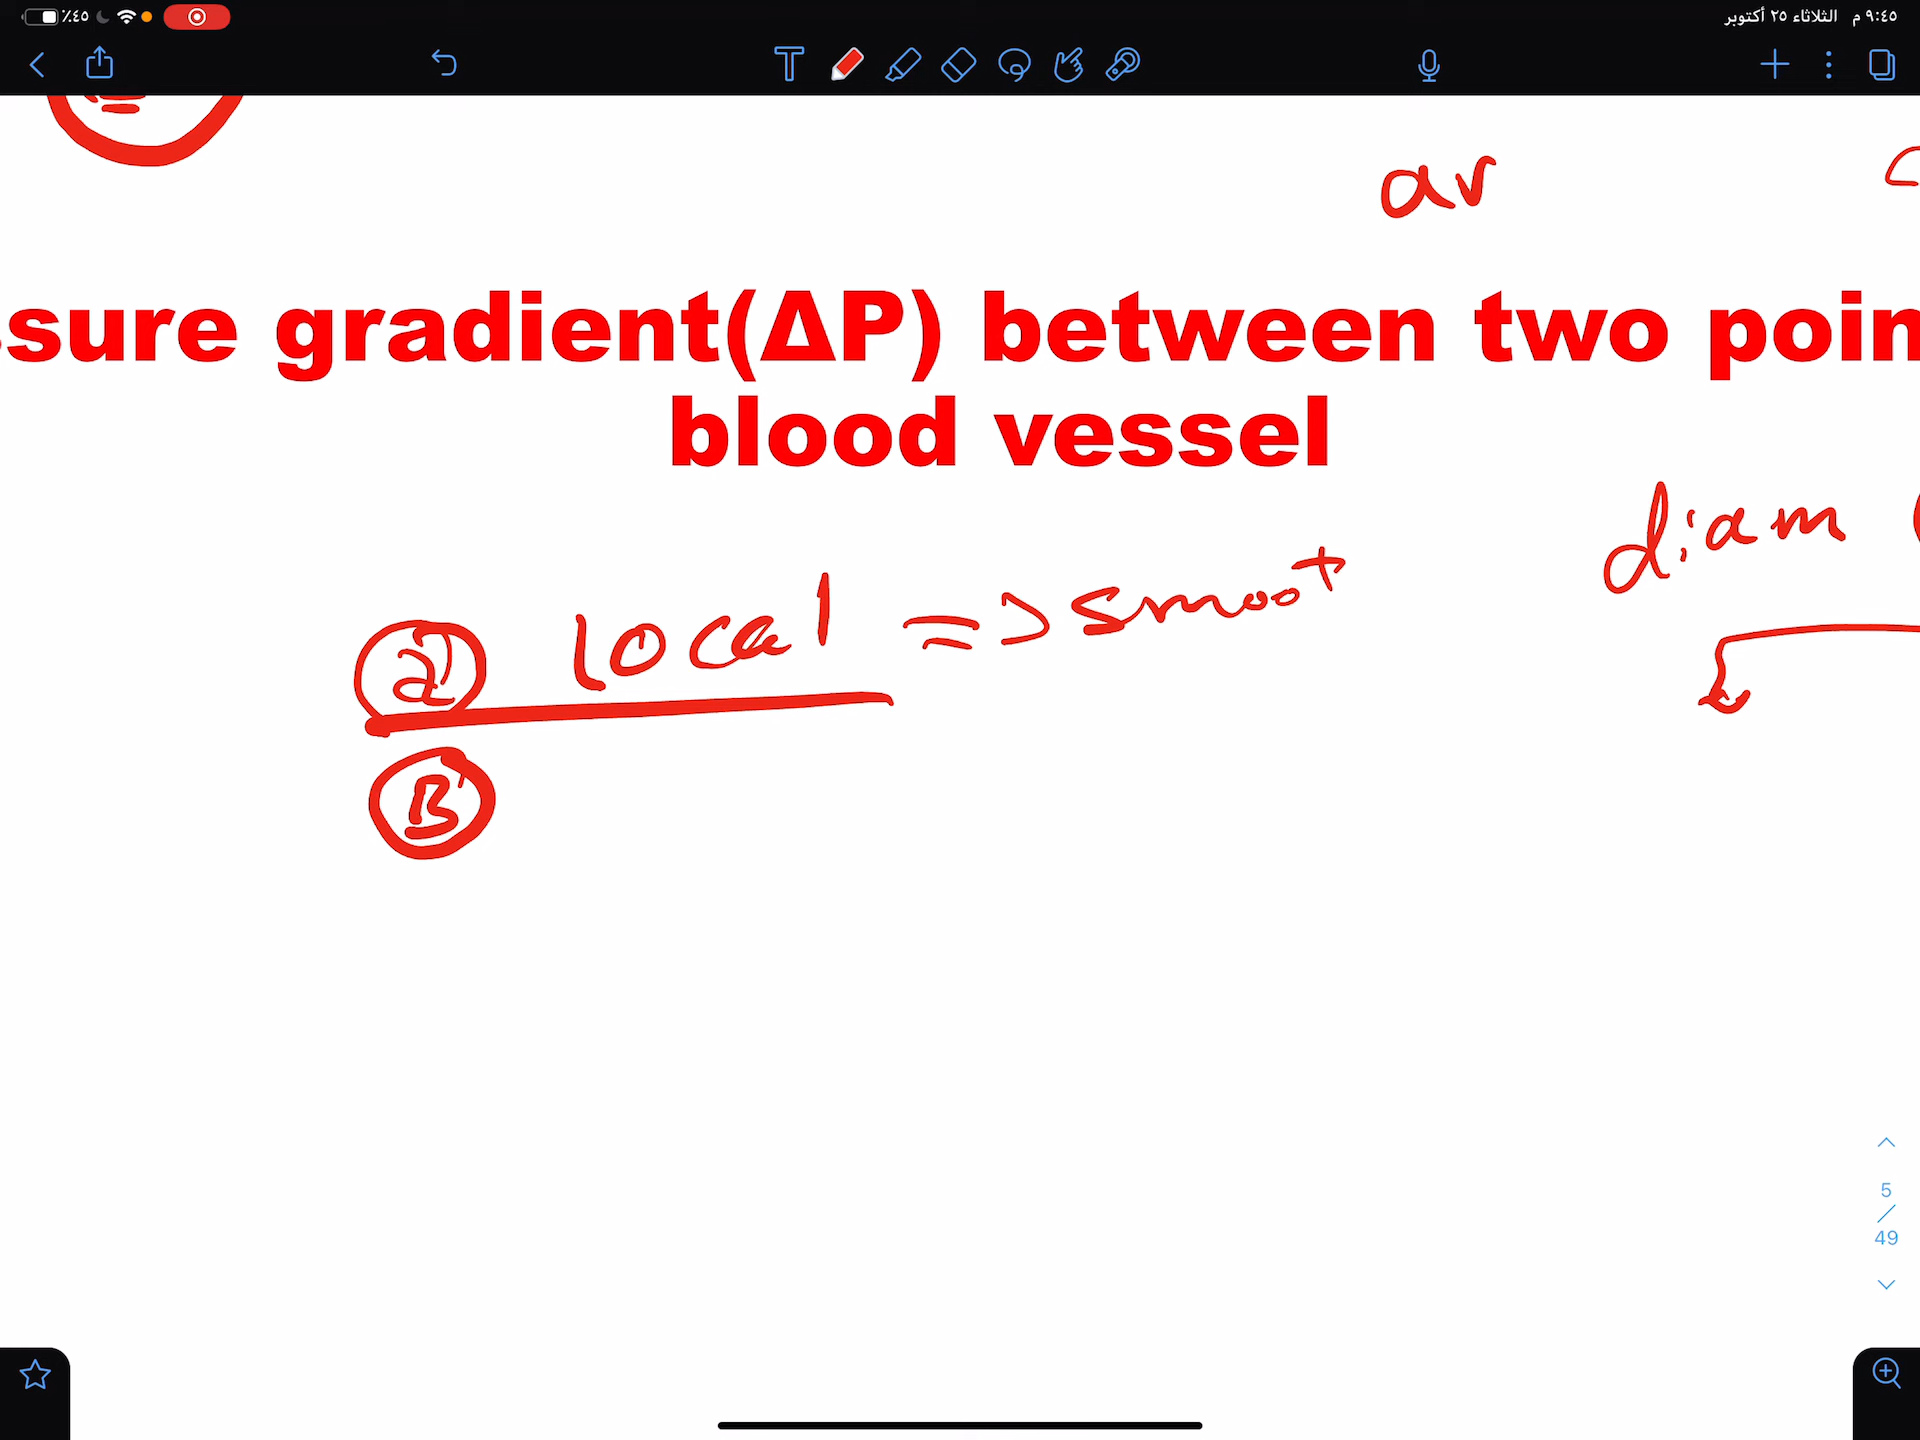 ٪٤٥ ٩:٤٥ م الثلاثاء ٢٥ أكتوبر
ar
ssure gradient(ΔP) between two poin
blood vessel
diam
2 local => smoot
B
5
/
49